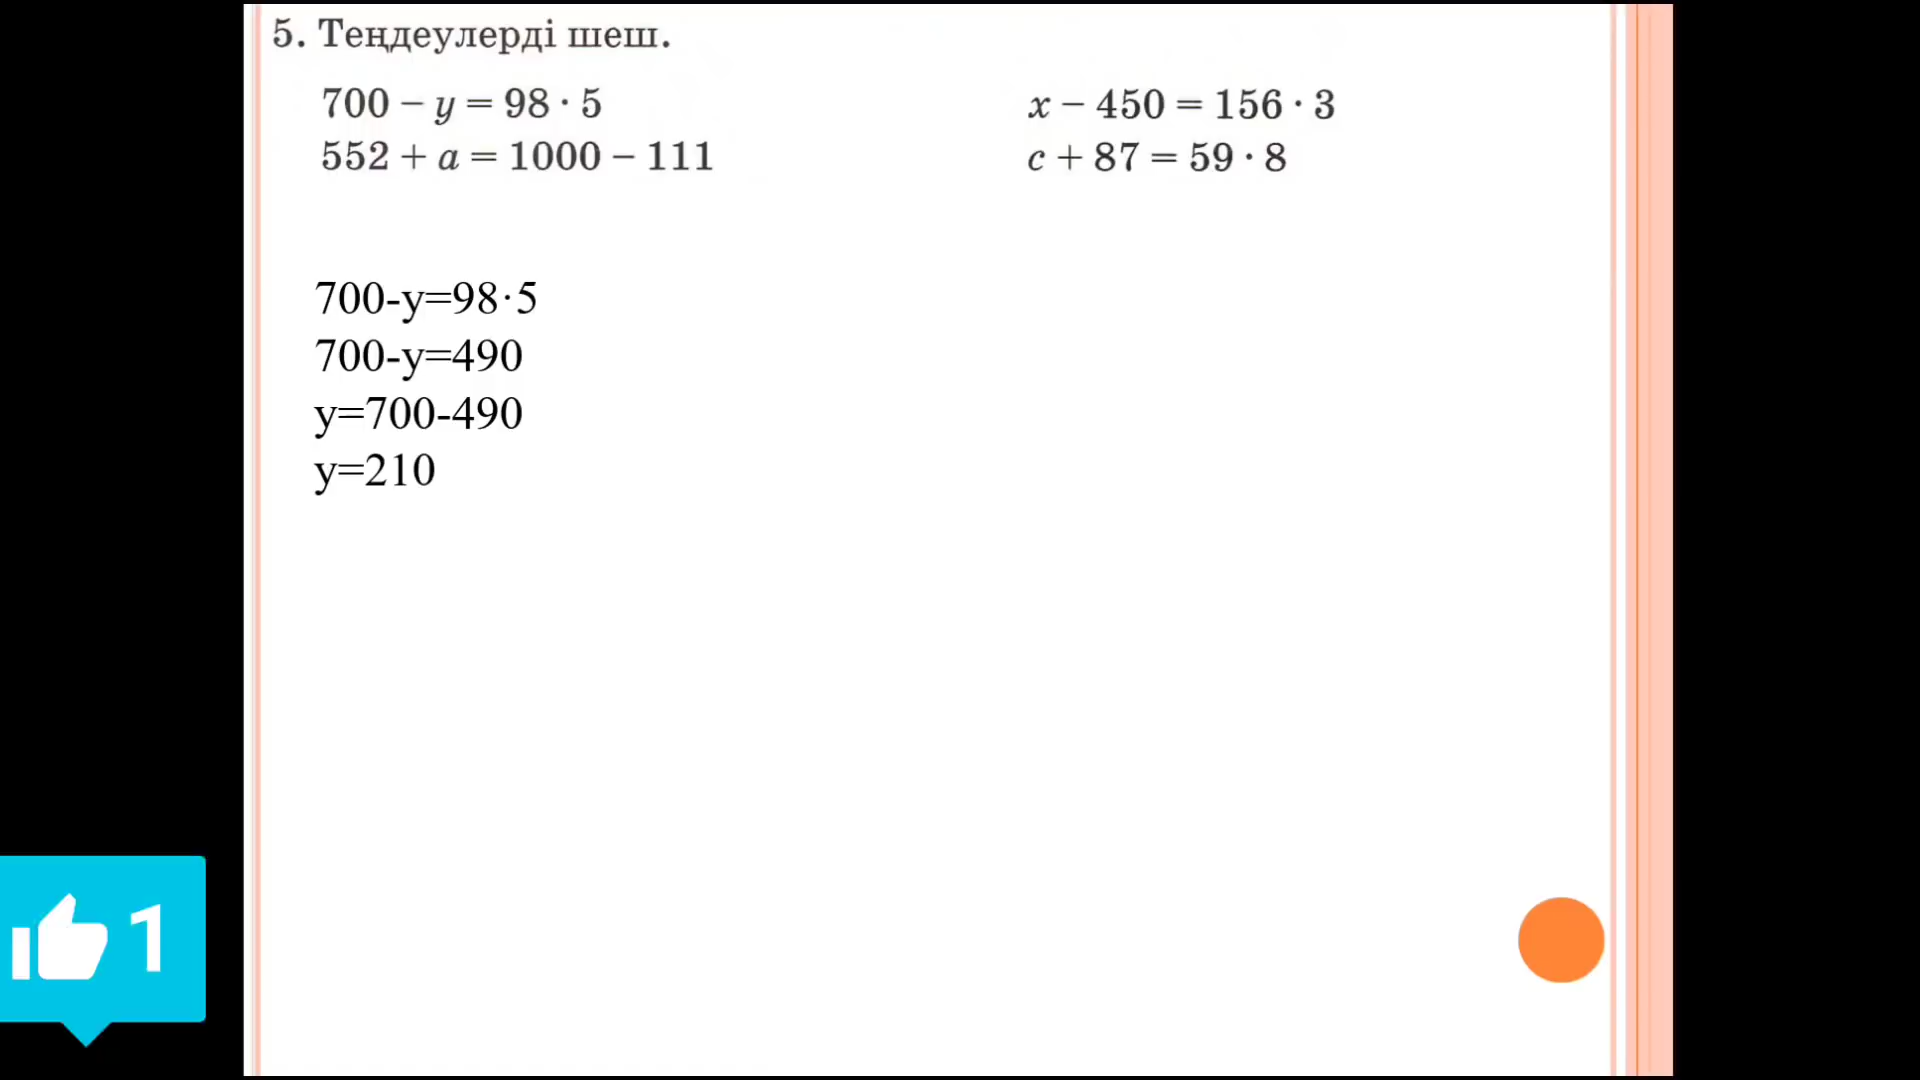 5. Теңдеулерді шеш.
700 – y = 98 · 5
x – 450 = 156 · 3
552 + a = 1000 – 111
c + 87 = 59 · 8
700-у=98·5
700-у=490
у=700-490
у=210
1